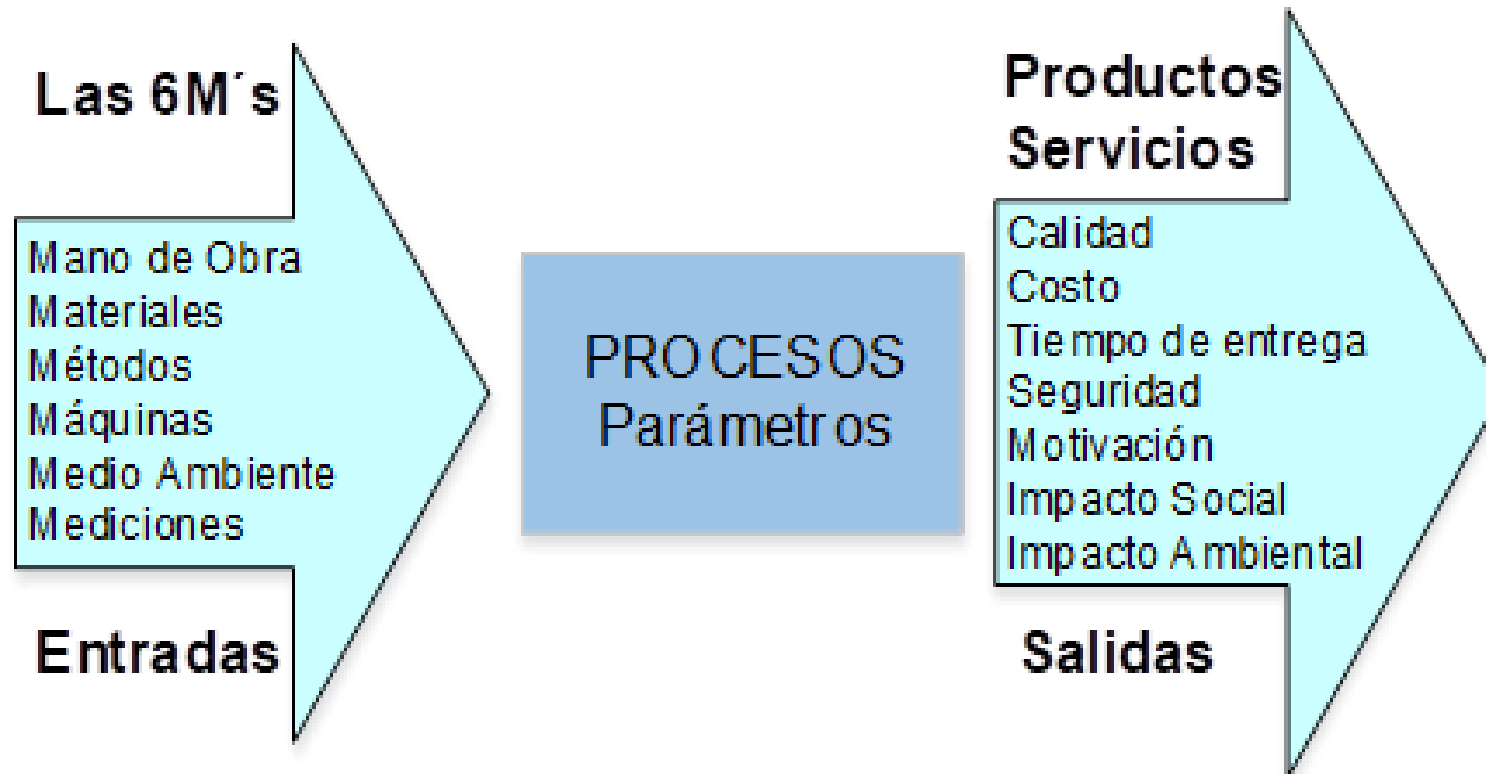 Las 6M´s
Mano de Obra
Materiales
Métodos
Máquinas
Medio Ambiente
Mediciones
Entradas
PROCESOS
Parámetros
Productos
Servicios
Calidad
Costo
Tiempo de entrega
Seguridad
Motivación
Impacto Social
Impacto Ambiental
Salidas